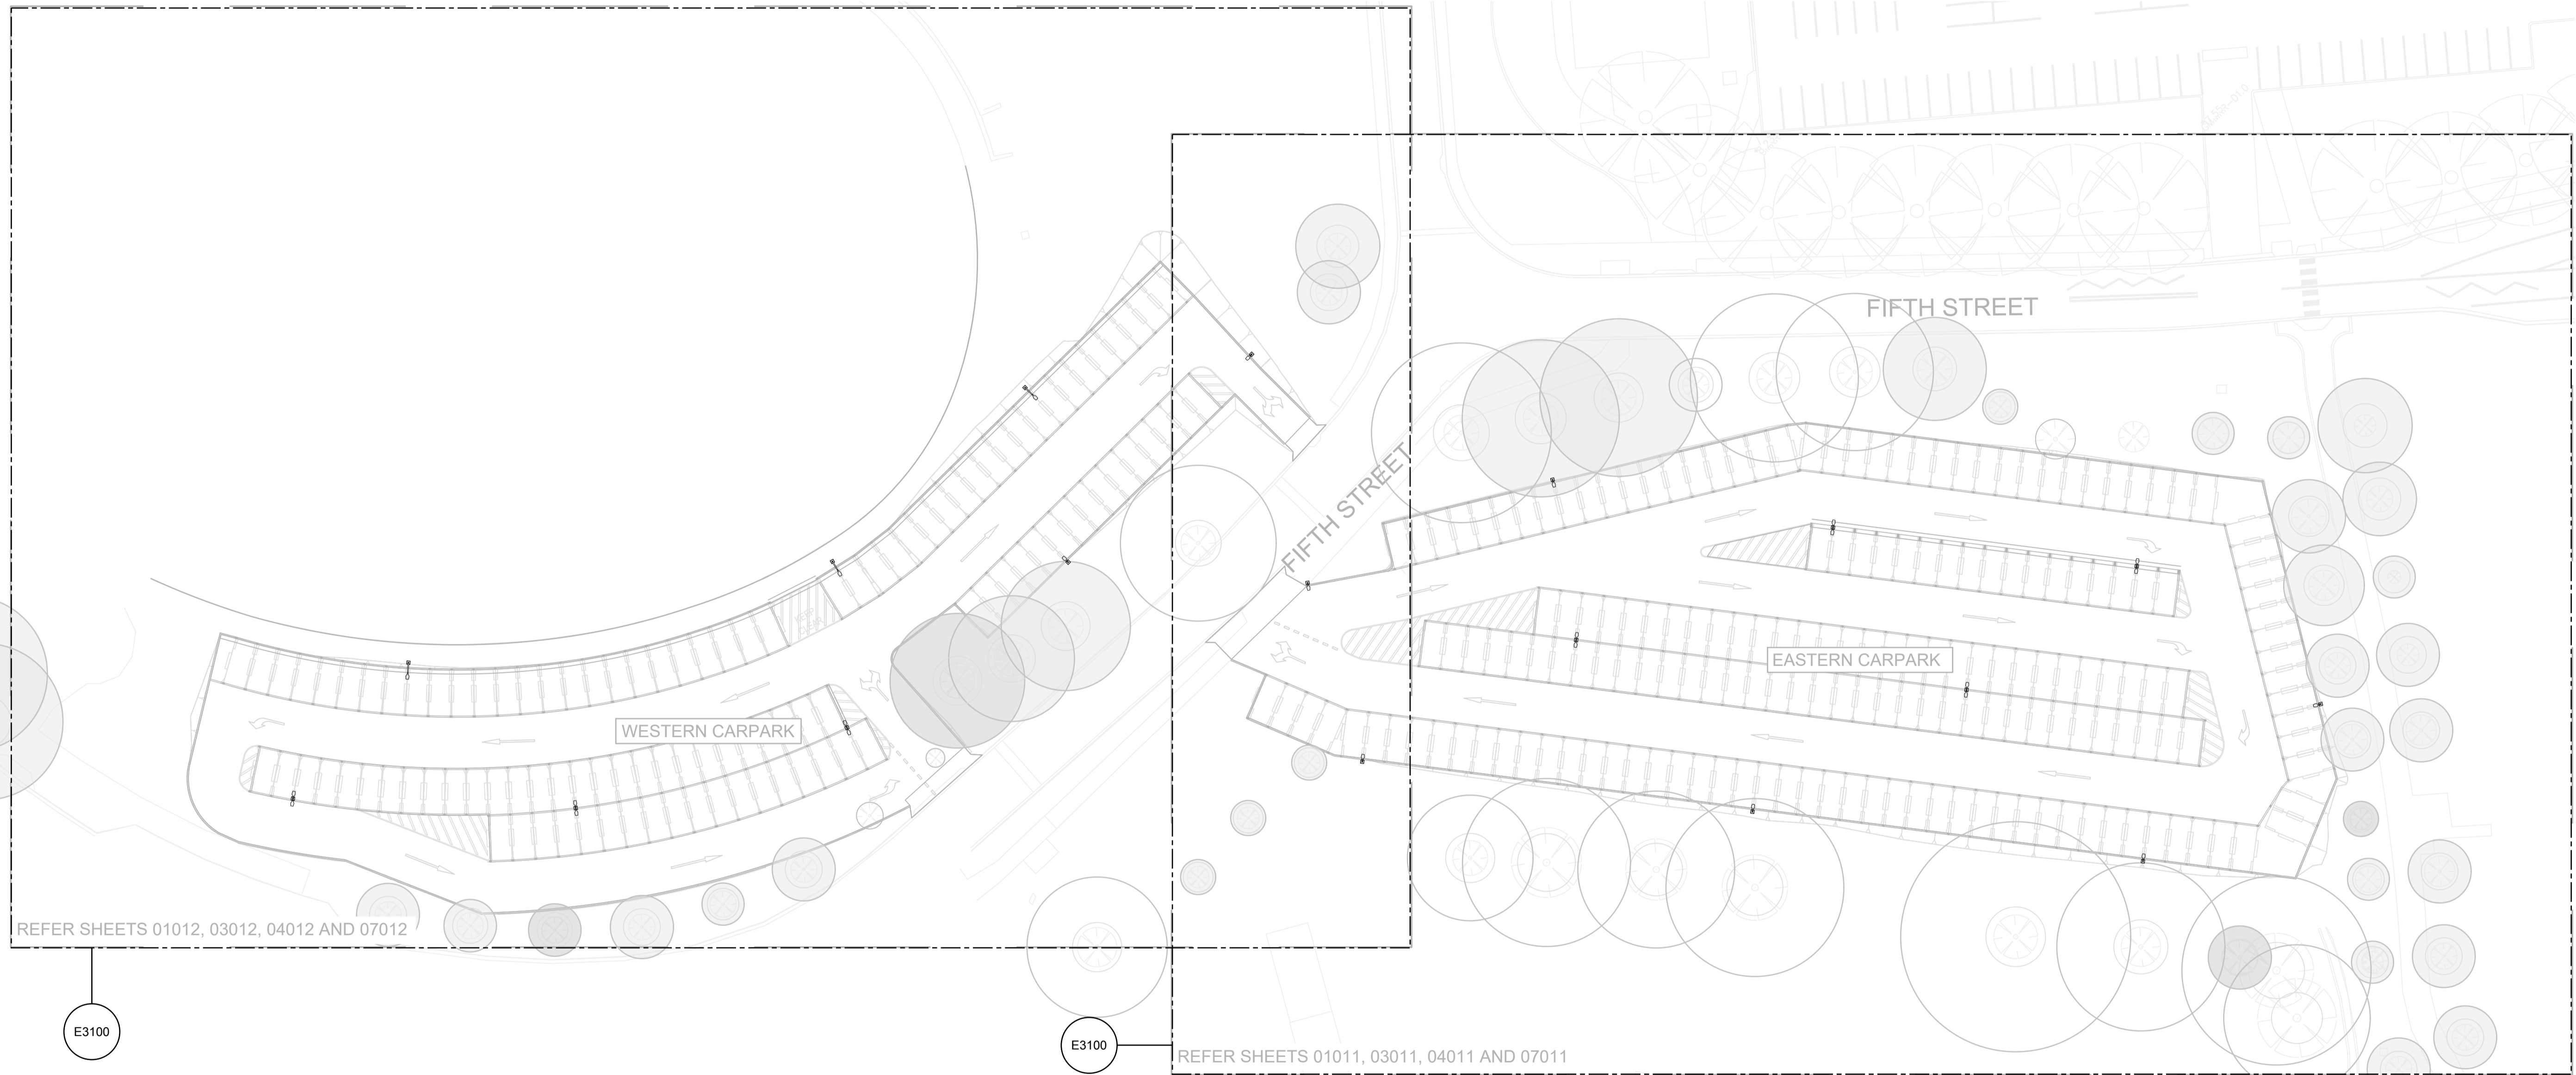 FIFTH STREET
FIFTH STREET
EASTERN CARPARK
WESTERN CARPARK
REFER SHEETS 01012, 03012, 04012 AND 07012
E3100
E3100
REFER SHEETS 01011, 03011, 04011 AND 07011